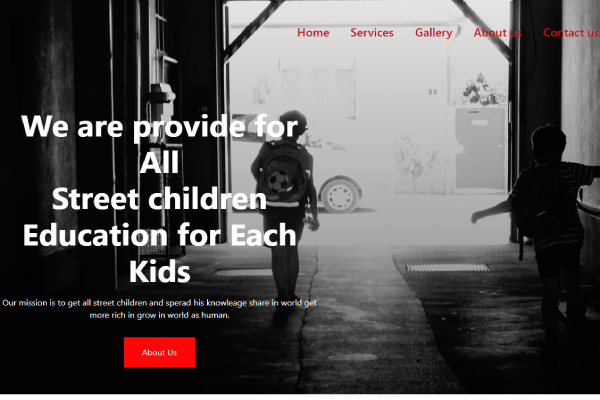 Home Services Gallery About us Contact us
We are provide for
All
Street children
Education for Each
Kids
Our mission is to get all street children and sperad his knowleage share in world get
more rich in grow in world as human.
About Us